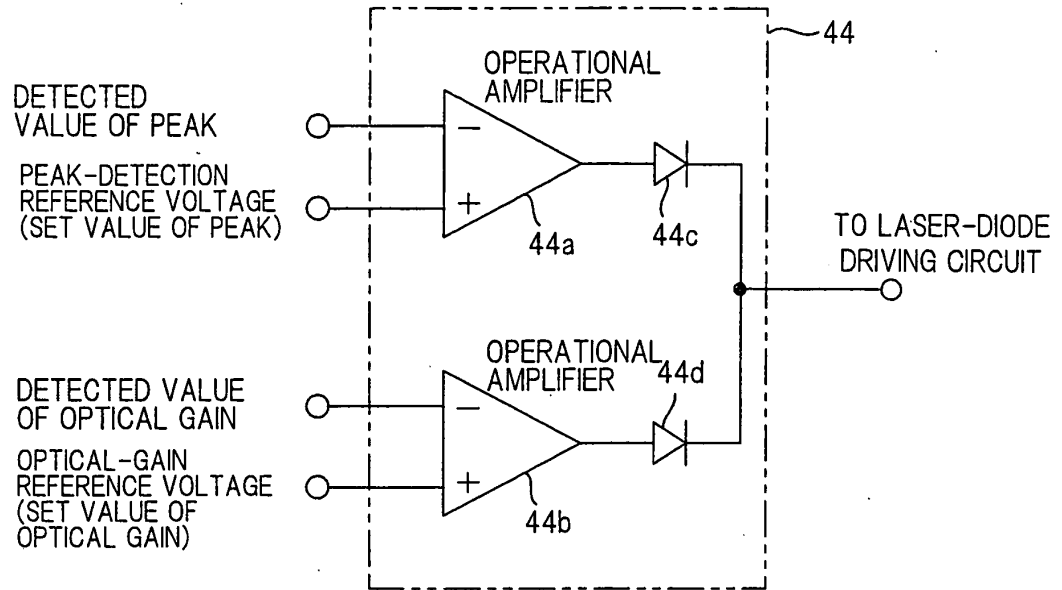 44
OPERATIONAL
AMPLIFIER
DETECTED
VALUE OF PEAK
−
PEAK-DETECTION
REFERENCE VOLTAGE
(SET VALUE OF PEAK)
+
44a
44c
TO LASER-DIODE
DRIVING CIRCUIT
OPERATIONAL
AMPLIFIER
44d
DETECTED VALUE
OF OPTICAL GAIN
−
OPTICAL-GAIN
REFERENCE VOLTAGE
(SET VALUE OF
OPTICAL GAIN)
+
44b